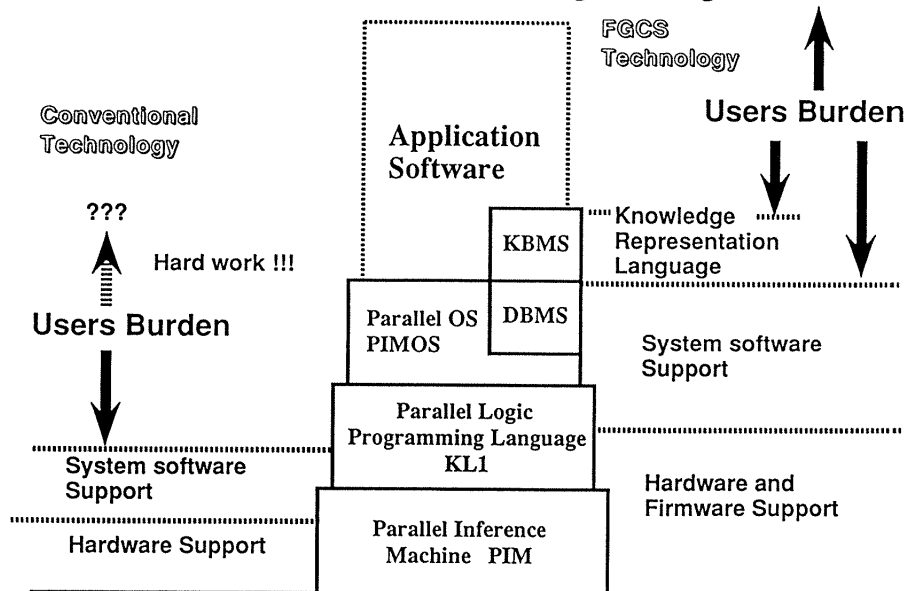 FGCS
Technology
Users Burden
Conventional
Technology
Application
Software
???
Hard work !!!
Users Burden
KBMS
Knowledge
Representation
Language
Parallel OS
PIMOS
DBMS
System software
Support
Parallel Logic
Programming Language
KL1
System software
Support
Hardware and
Firmware Support
Hardware Support
Parallel Inference
Machine PIM